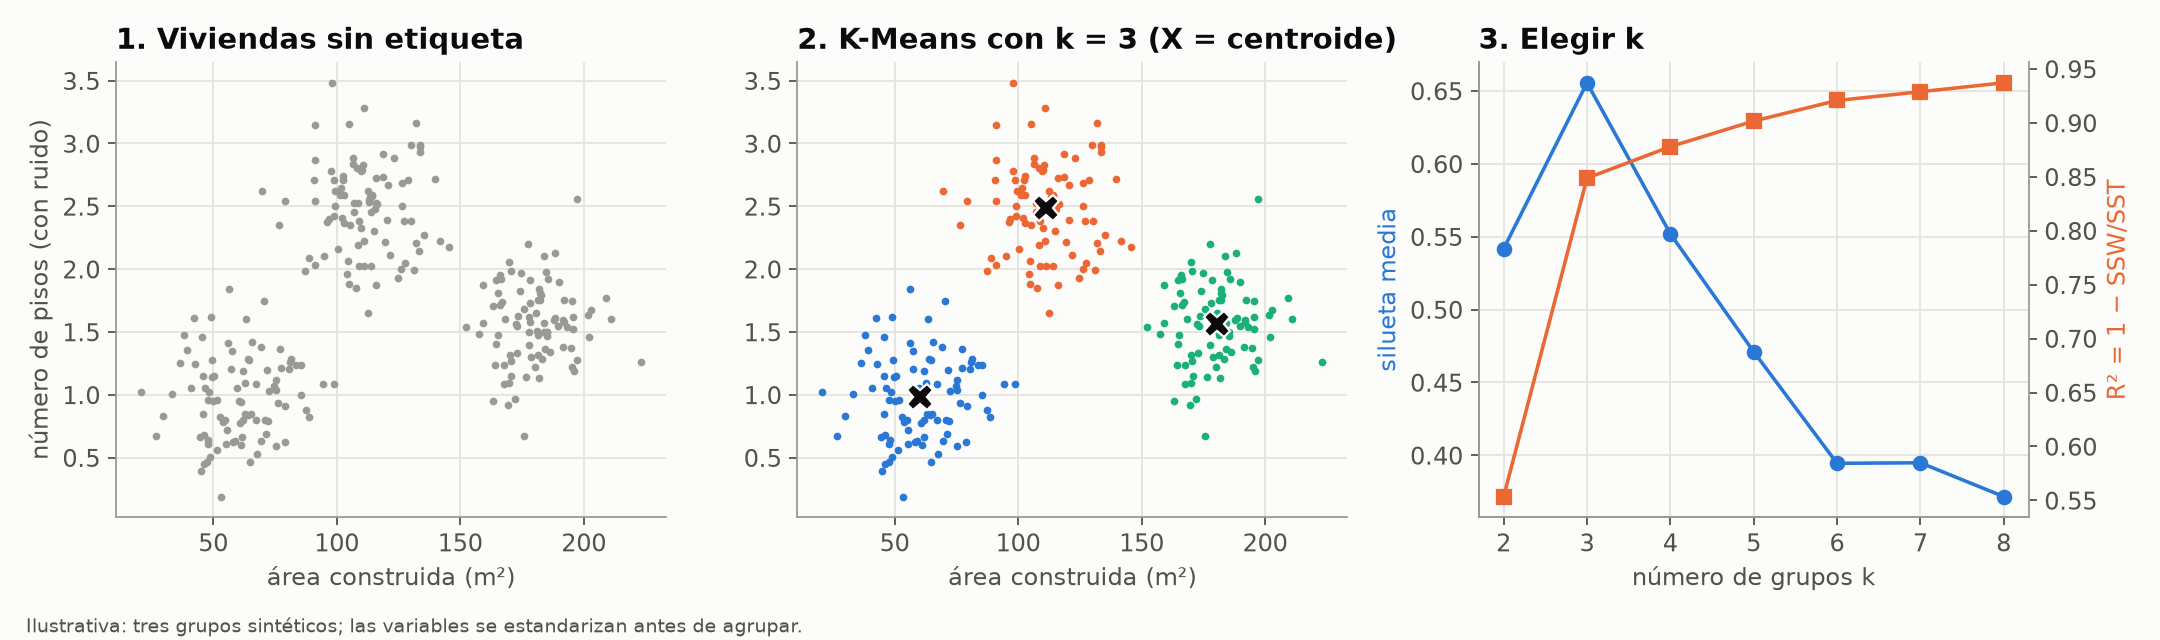 1. Viviendas sin etiqueta
número de pisos (con ruido)
3.5
3.0
2.5
2.0
1.5
1.0
0.5
50 100 150 200
área construida (m²)
2. K-Means con k = 3 (X = centroide)
3.5
3.0
2.5
2.0
1.5
1.0
0.5
50 100 150 200
área construida (m²)
3. Elegir k
silueta media
0.65
0.60
0.55
0.50
0.45
0.40
2 3 4 5 6 7 8
número de grupos k
0.95
0.90
0.85
0.80
0.75
0.70
0.65
0.60
0.55
R² = 1 − SSW/SST
Ilustrativa: tres grupos sintéticos; las variables se estandarizan antes de agrupar.